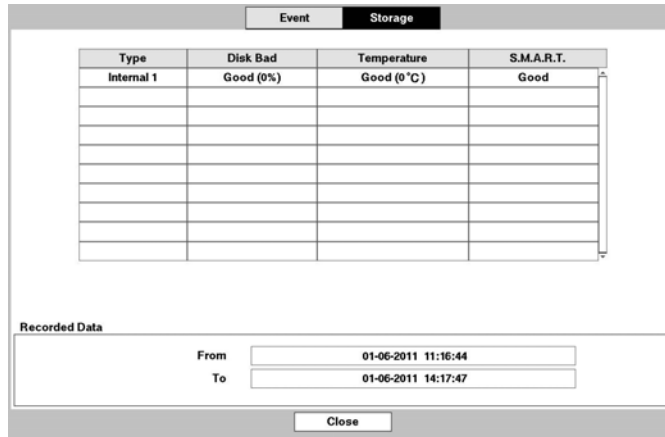 Event Storage
Type Disk Bad Temperature S.M.A.R.T.
Internal 1 Good (0%) Good (0°C) Good
Recorded Data
From 01-06-2011 11:16:44
To 01-06-2011 14:17:47
Close